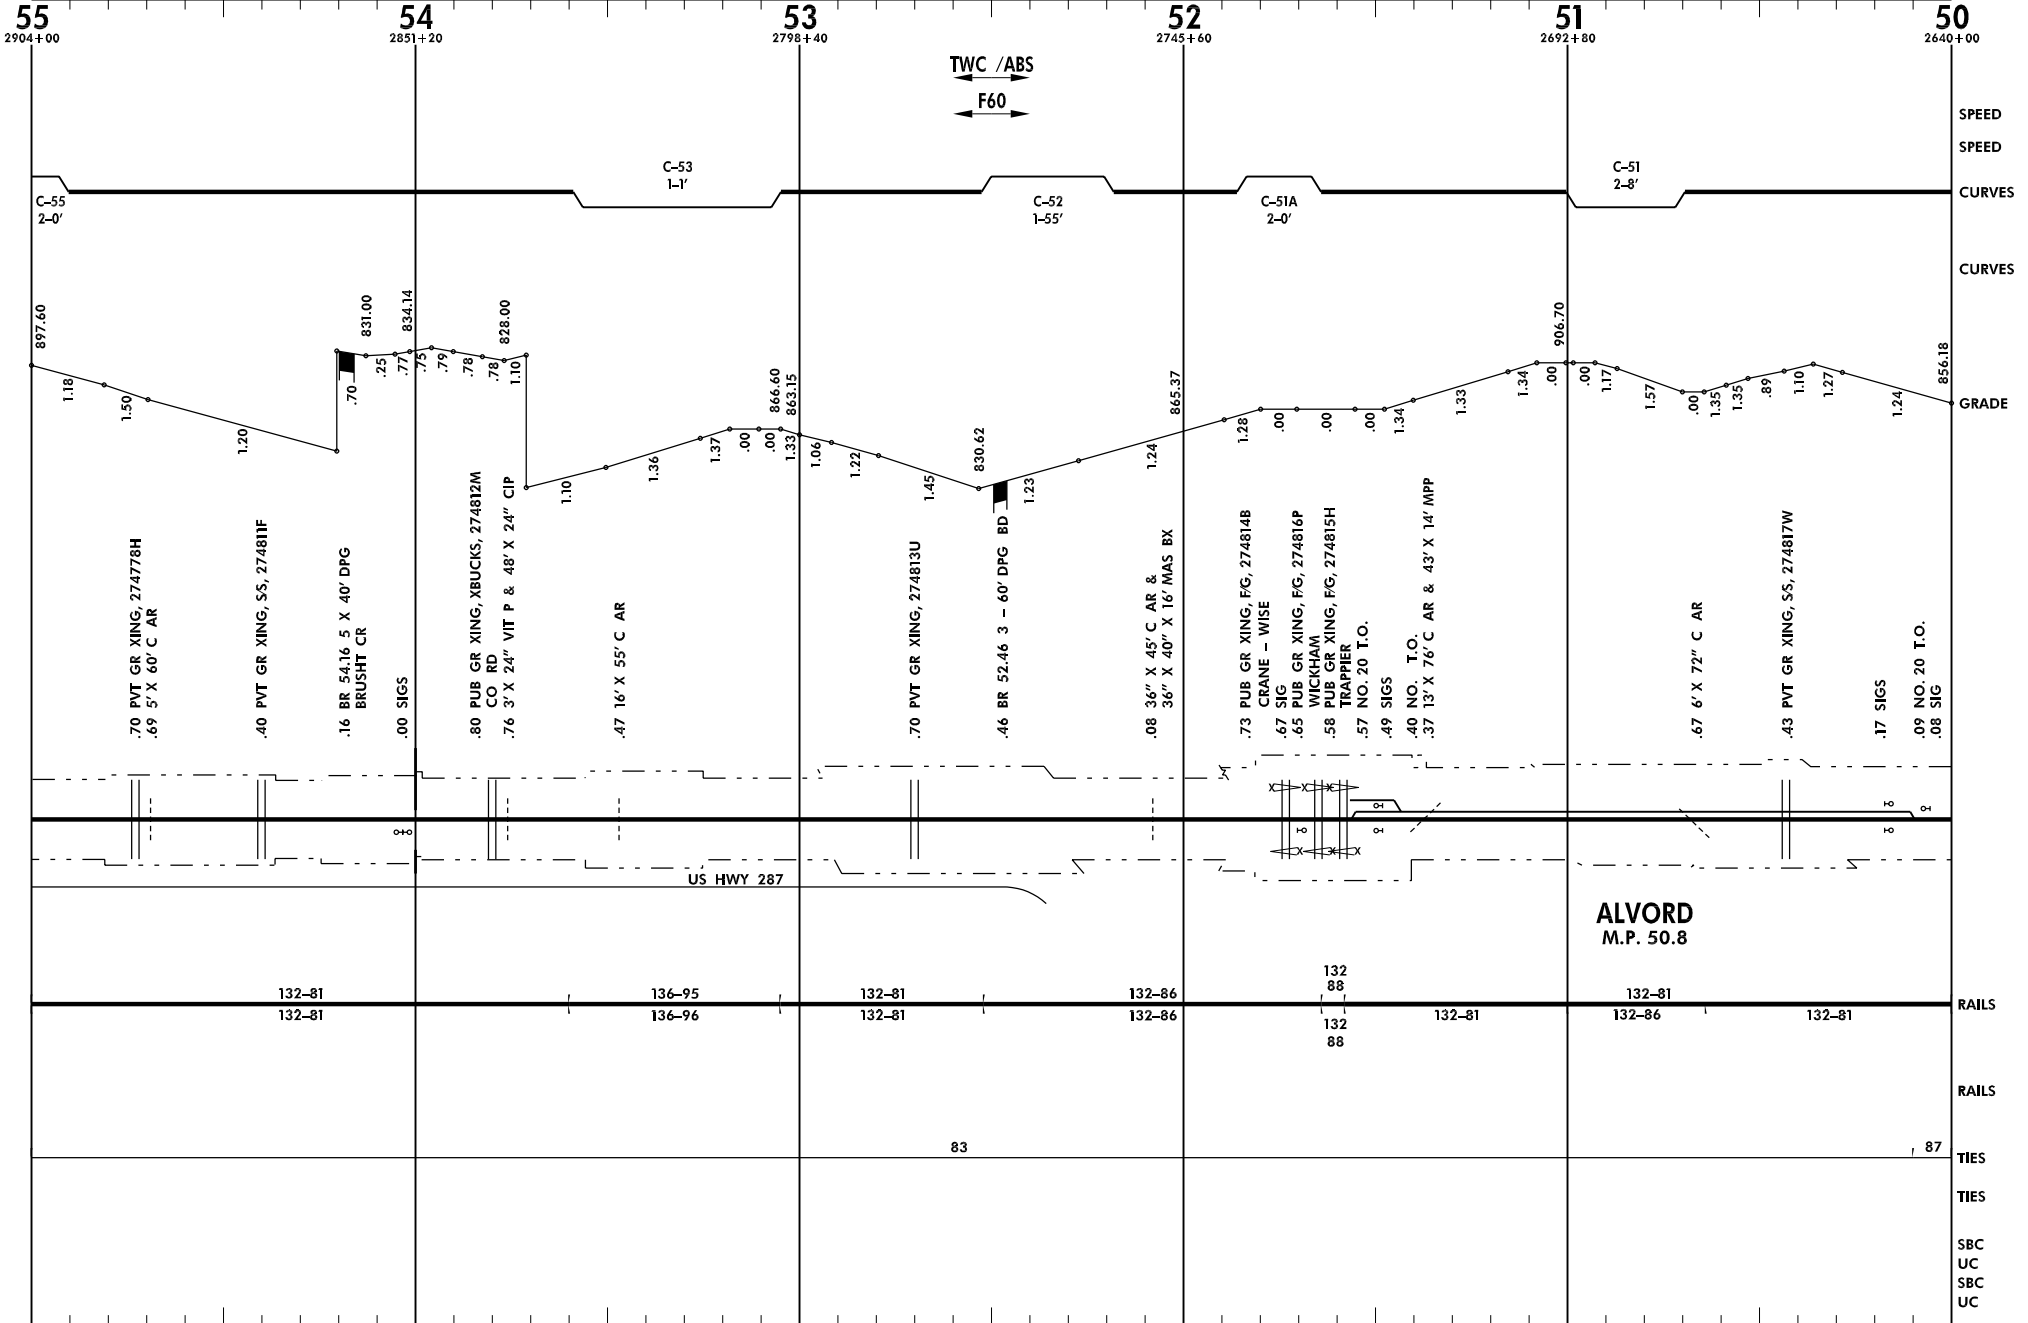 55
54
53
52
51
50
2904+00
2851+20
2798+40
2745+60
2692+80
2640+00
TWC /ABS
F60
SPEED
SPEED
C–53
1–1'
C–51
2–8'
CURVES
C–55
2–0'
C–52
1–55'
C–51A
2–0'
CURVES
897.60
831.00
834.14
828.00
866.60
863.15
830.62
865.37
906.70
856.18
GRADE
1.18
1.50
1.20
.70
.25
.77
.75
.79
.78
.78
1.10
1.10
1.36
1.37
.00
.00
1.33
1.06
1.22
1.45
1.23
1.24
1.28
.00
.00
.00
1.34
1.33
1.34
.00
.00
1.17
1.57
.00
1.35
1.35
.89
1.10
1.27
1.24
.70 PVT GR XING, 274778H
.69 5' X 60' C AR
.40 PVT GR XING, S/S, 274811F
.16 BR 54.16 5 X 40' DPG
BRUSHT CR
.00 SIGS
.80 PUB GR XING, XBUCKS, 274812M
CO RD
.76 3' X 24" VIT P & 48' X 24" CIP
.47 16' X 55' C AR
.70 PVT GR XING, 274813U
.46 BR 52.46 3 – 60' DPG BD
.08 36" X 45' C AR &
36" X 40" X 16' MAS BX
.73 PUB GR XING, F/G, 274814B
CRANE – WISE
.67 SIG
.65 PUB GR XING, F/G, 274816P
WICKHAM
.58 PUB GR XING, F/G, 274815H
TRAPPIER
.57 NO. 20 T.O.
.49 SIGS
.40 NO. T.O.
.37 13' X 76' C AR & 43' X 14' MPP
.67 6' X 72" C AR
.43 PVT GR XING, S/S, 274817W
.17 SIGS
.09 NO. 20 T.O.
.08 SIG
US HWY 287
ALVORD
M.P. 50.8
132–81
136–95
132–81
132–86
132
88
132–81
RAILS
132–81
136–96
132–81
132–86
132
88
132–81
132–86
132–81
RAILS
83
87
TIES
TIES
SBC
UC
SBC
UC